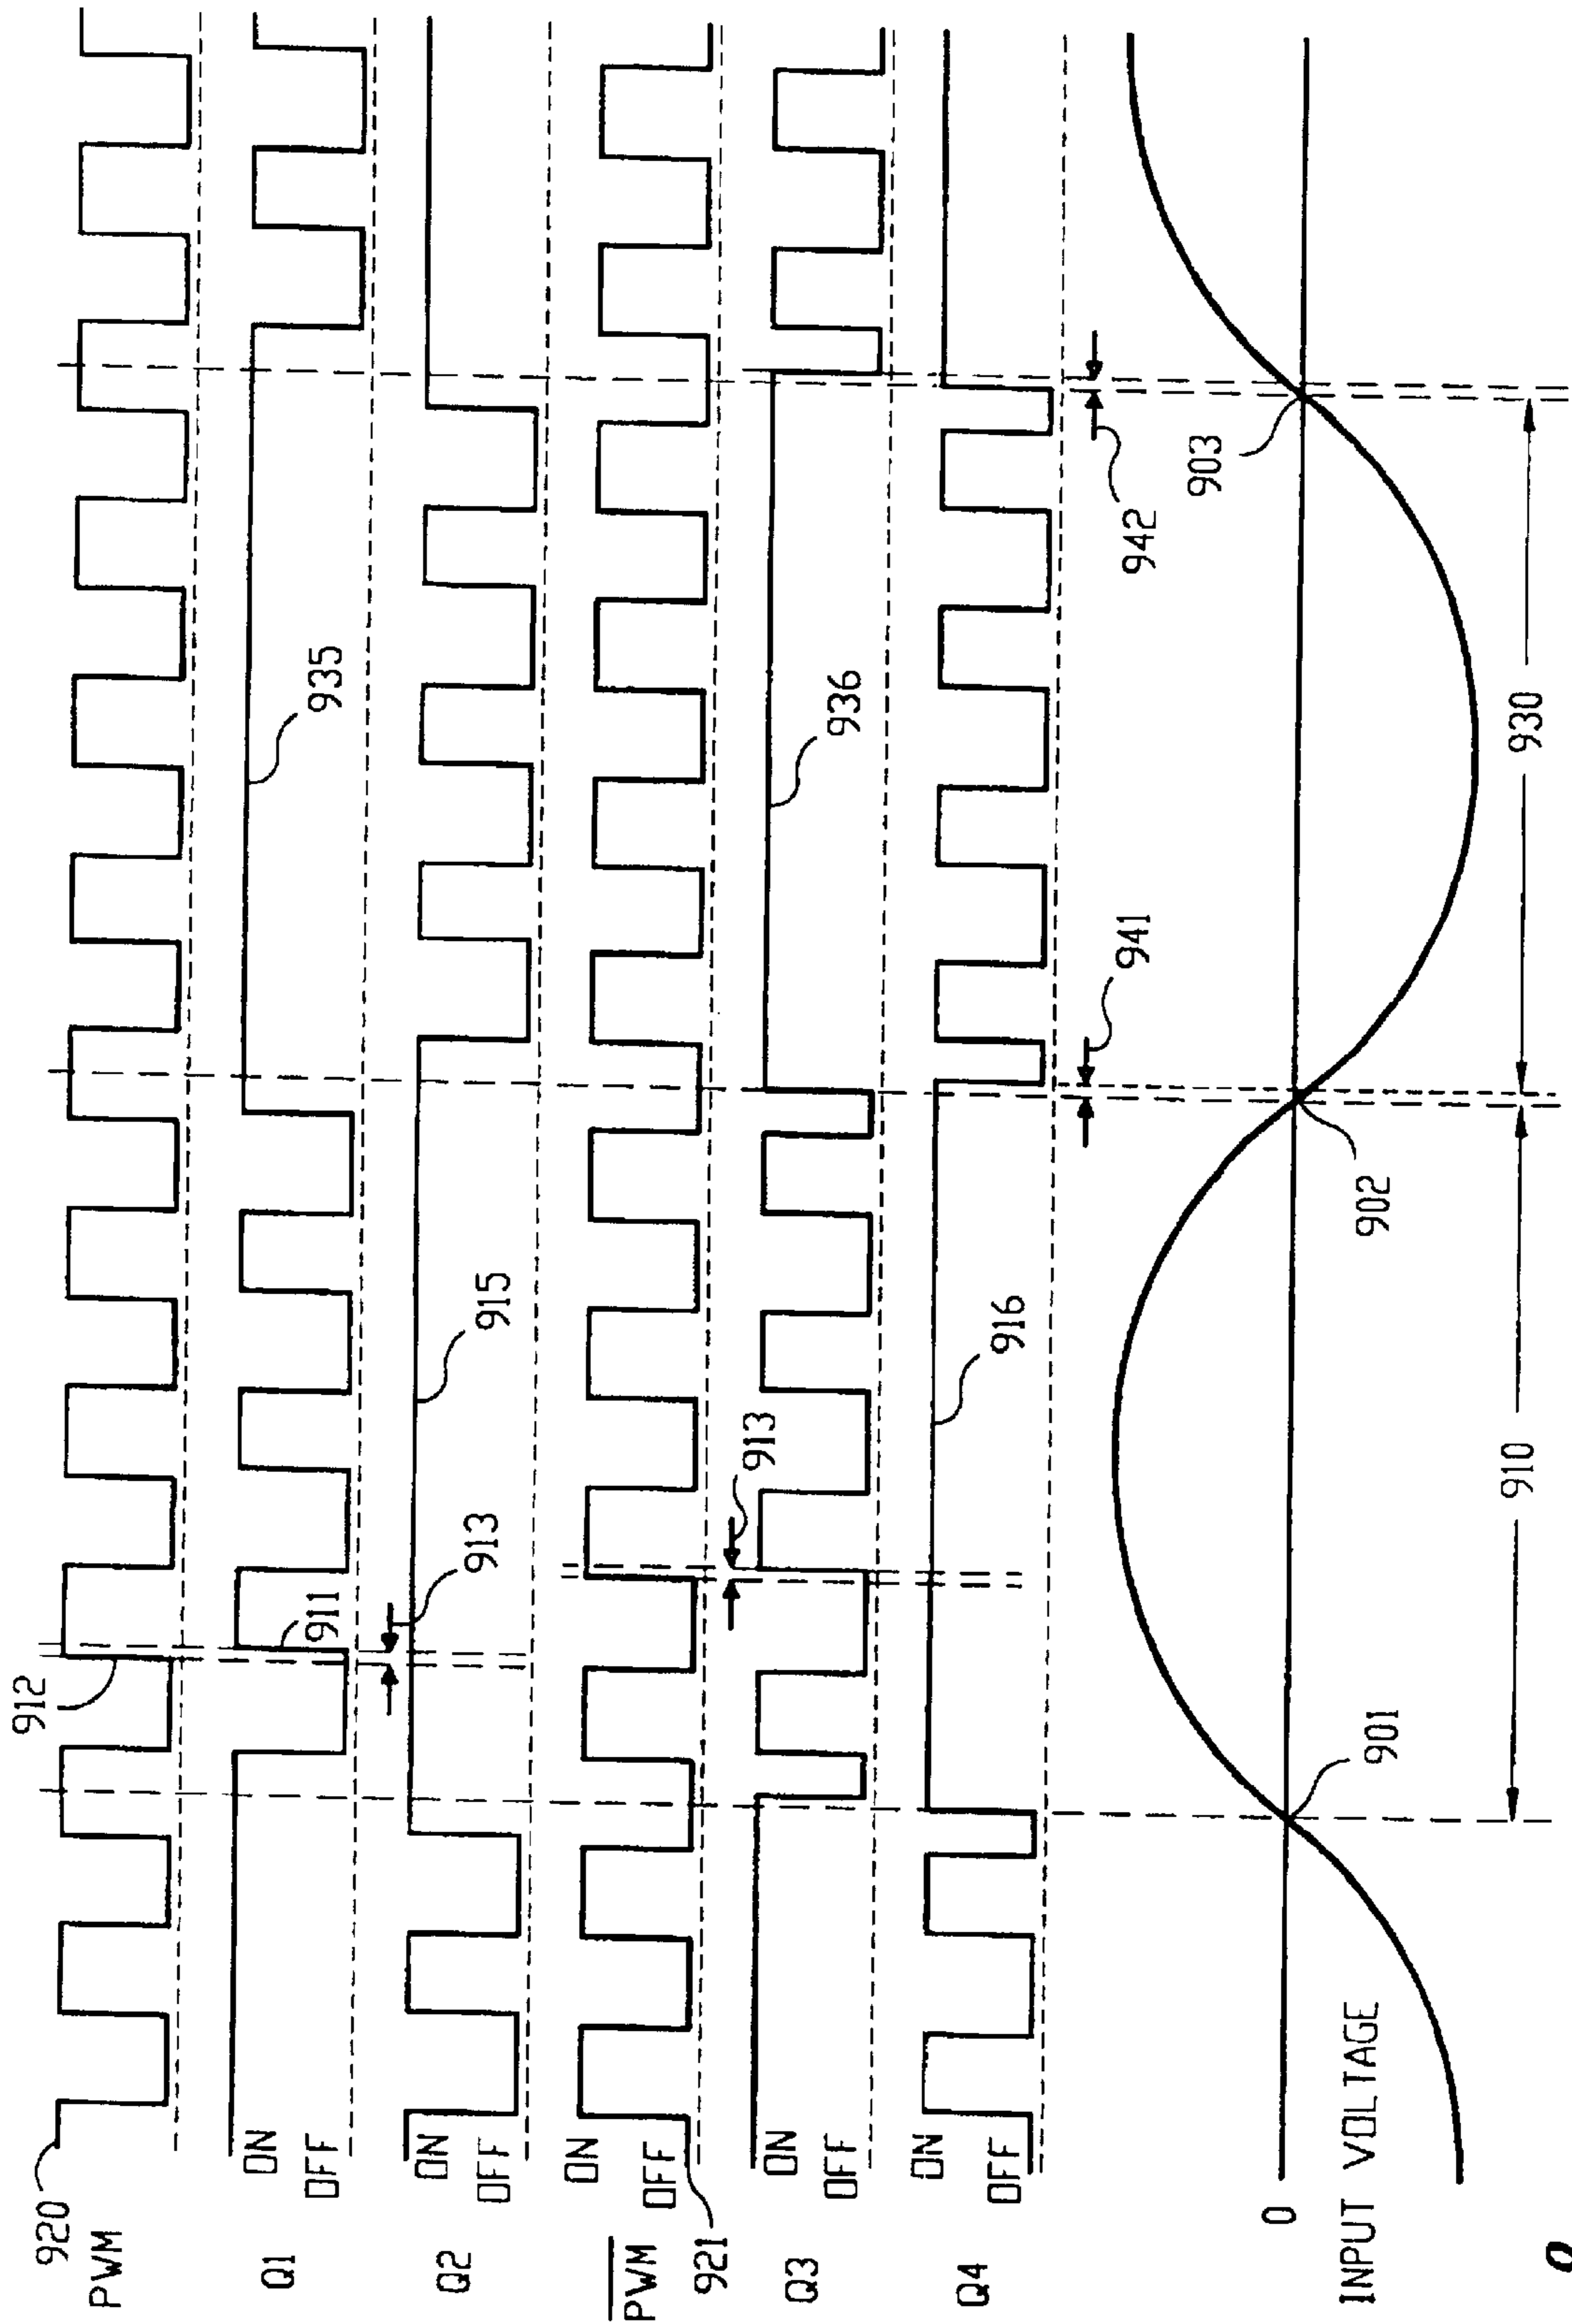 920
PWM
912
Q1
ON
OFF
911
935
Q2
ON
OFF
913
915
PWM
ON
OFF
921
913
Q3
ON
OFF
936
Q4
ON
OFF
916
941
942
0
INPUT VOLTAGE
901
902
903
910
930